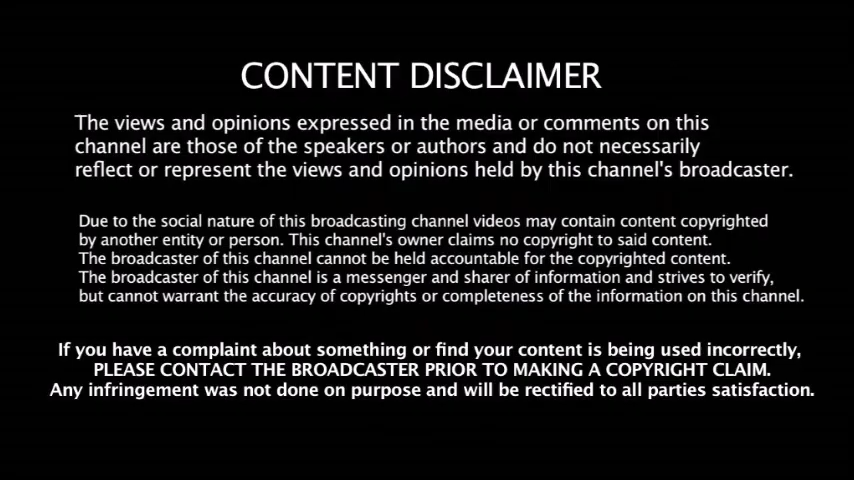 CONTENT DISCLAIMER
The views and opinions expressed in the media or comments on this
channel are those of the speakers or authors and do not necessarily
reflect or represent the views and opinions held by this channel's broadcaster.
Due to the social nature of this broadcasting channel videos may contain content copyrighted
by another entity or person. This channel's owner claims no copyright to said content.
The broadcaster of this channel cannot be held accountable for the copyrighted content.
The broadcaster of this channel is a messenger and sharer of information and strives to verify,
but cannot warrant the accuracy of copyrights or completeness of the information on this channel.
If you have a complaint about something or find your content is being used incorrectly,
PLEASE CONTACT THE BROADCASTER PRIOR TO MAKING A COPYRIGHT CLAIM.
Any infringement was not done on purpose and will be rectified to all parties satisfaction.